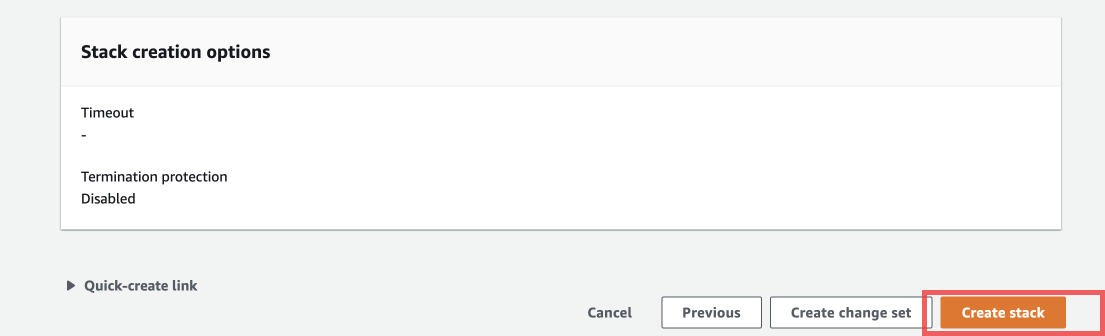 Stack creation options
Timeout
-
Termination protection
Disabled
Quick-create link
Cancel Previous Create change set Create stack